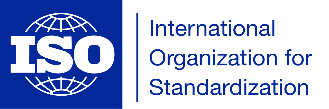 ISO
International
Organization for
Standardization